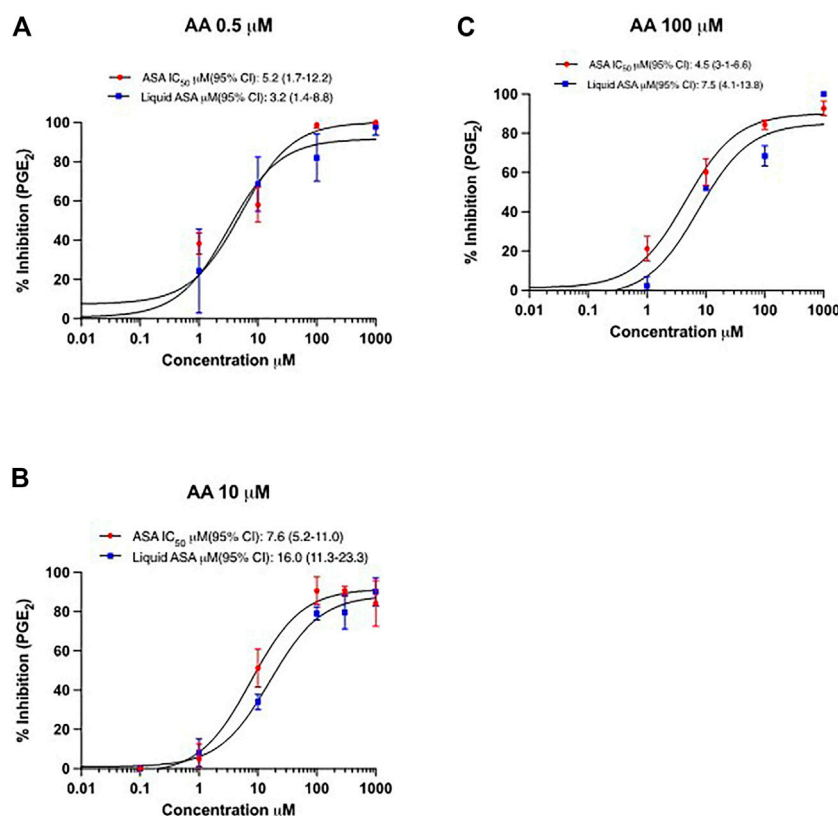 A
AA 0.5 μM
ASA IC50 μM(95% CI): 5.2 (1.7-12.2)
Liquid ASA μM(95% CI): 3.2 (1.4-8.8)
100
80
60
40
20
0
% Inhibition (PGE2)
0.01 0.1 1 10 100 1000
Concentration μM
C
AA 100 μM
ASA IC50 μM(95% CI): 4.5 (3-1-6.6)
Liquid ASA μM(95% CI): 7.5 (4.1-13.8)
100
80
60
40
20
0
% Inhibition (PGE2)
0.01 0.1 1 10 100 1000
Concentration μM
B
AA 10 μM
ASA IC50 μM(95% CI): 7.6 (5.2-11.0)
Liquid ASA μM(95% CI): 16.0 (11.3-23.3)
100
80
60
40
20
0
% Inhibition (PGE2)
0.01 0.1 1 10 100 1000
Concentration μM